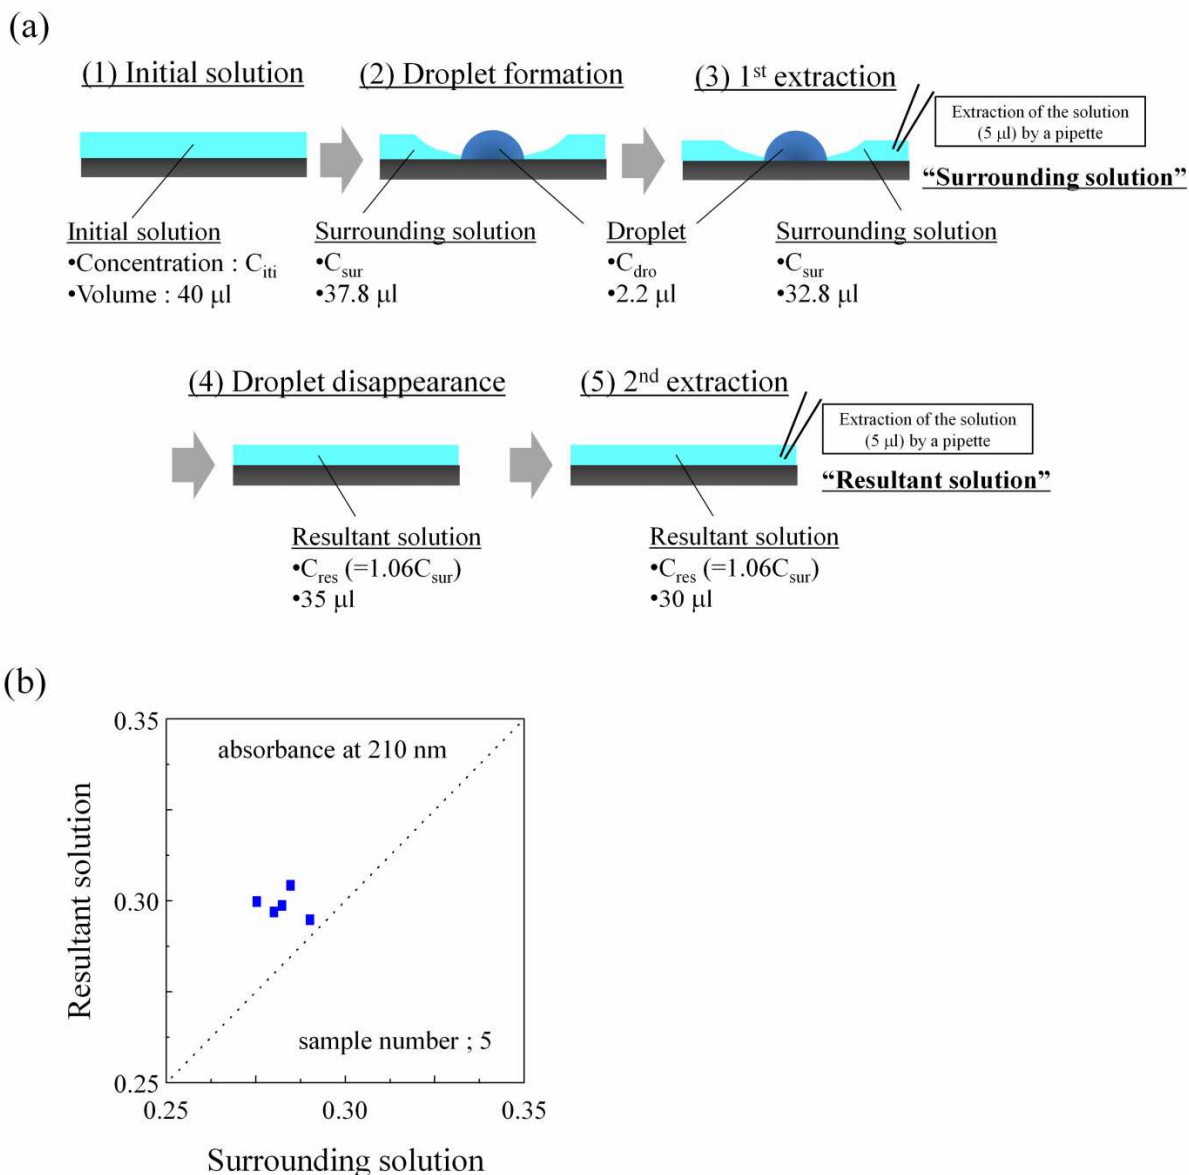 (a)
(1) Initial solution
(2) Droplet formation
(3) 1st extraction
Extraction of the solution
(5 μl) by a pipette
“Surrounding solution”
Initial solution
•Concentration : Citi
•Volume : 40 μl
Surrounding solution
•Csur
•37.8 μl
Droplet
•Cdro
•2.2 μl
Surrounding solution
•Csur
•32.8 μl
(4) Droplet disappearance
(5) 2nd extraction
Extraction of the solution
(5 μl) by a pipette
“Resultant solution”
Resultant solution
•Cres (=1.06Csur)
•35 μl
Resultant solution
•Cres (=1.06Csur)
•30 μl
(b)
0.35
absorbance at 210 nm
Resultant solution
0.30
sample number ; 5
0.25
0.25 0.30 0.35
Surrounding solution